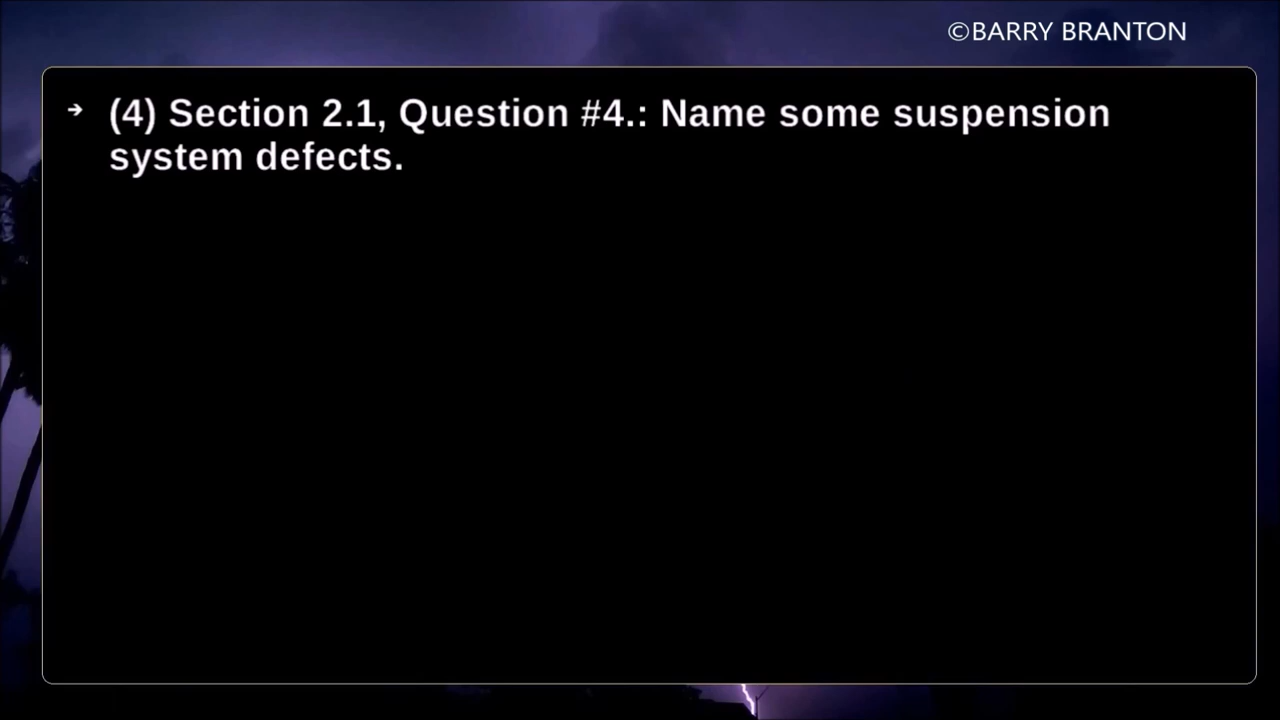 ©BARRY BRANTON
➔ (4) Section 2.1, Question #4.: Name some suspension
system defects.